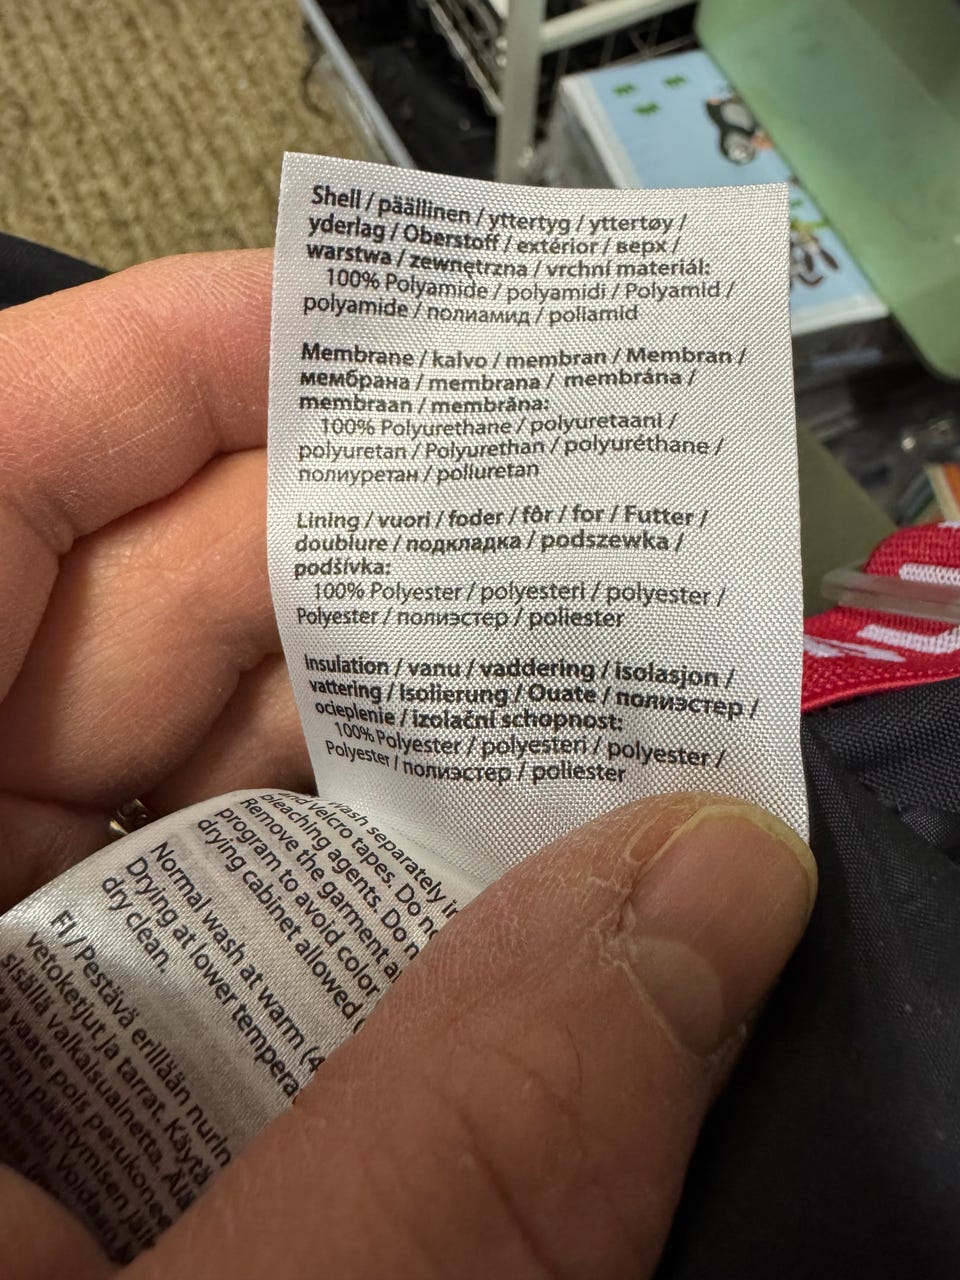 Shell / päällinen / yttertyg / yttertøy /
yderlag / Oberstoff / extérior / верх /
warstwa / zewnętrzna / vrchní materiál:
100% Polyamide / polyamidi / Polyamid /
polyamide / полиамид / poliamid
Membrane / kalvo / membran / Membran /
мембрана / membrana / membrána /
membraan / membrāna:
100% Polyurethane / polyuretaani /
polyuretan / Polyurethan / polyuréthane /
полиуретан / poliuretan
Lining / vuori / foder / fôr / for / Futter /
doublure / подкладка / podszewka /
podšívka:
100% Polyester / polyesteri / polyester /
Polyester / полиэстер / poliester
Insulation / vanu / vaddering / isolasjon /
vattering / Isolierung / Ouate / полиэстер /
ocieplenie / izolační schopnost:
100% Polyester / polyesteri / polyester /
Polyester / полиэстер / poliester
wash separately
and velcro tapes. Do
bleaching agents. Do
Remove the garment
program to avoid color
drying cabinet allowed
Normal wash at warm
Drying at lower
dry clean.
FI / Pestävä erillään nurin
vetoketjut ja tarrat. Käytä
sisällä valkaisuainetta. Älä
vaate pois
päättymisen
Voidaan